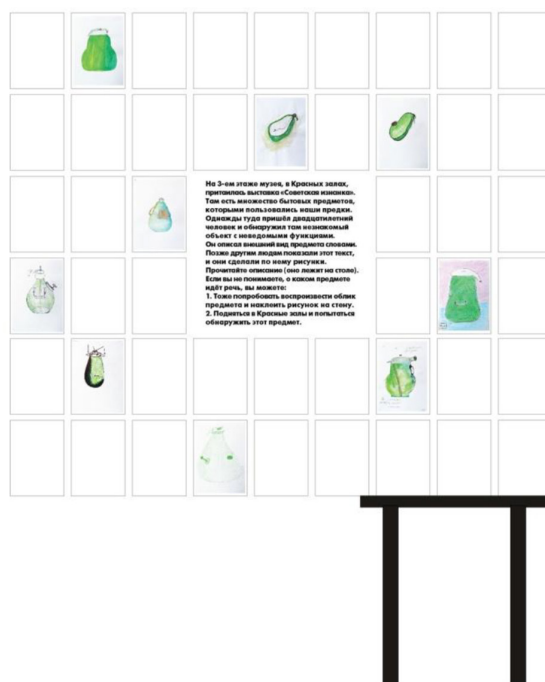 На 3-ем этаже музея, в Красных залах,
притаилась выставка «Советская изнанка».
Там есть множество бытовых предметов,
которыми пользовались наши предки.
Однажды туда пришёл двадцатилетний
человек и обнаружил там незнакомый
объект с неведомыми функциями.
Он описал внешний вид предмета словами.
Позже другим людям показали этот текст,
и они сделали по нему рисунки.
Прочитайте описание (оно лежит на столе).
Если вы не понимаете, о каком предмете
идёт речь, вы можете:
1. Тоже попробовать воспроизвести облик
предмета и наклеить рисунок на стену.
2. Подняться в Красные залы и попытаться
обнаружить этот предмет.